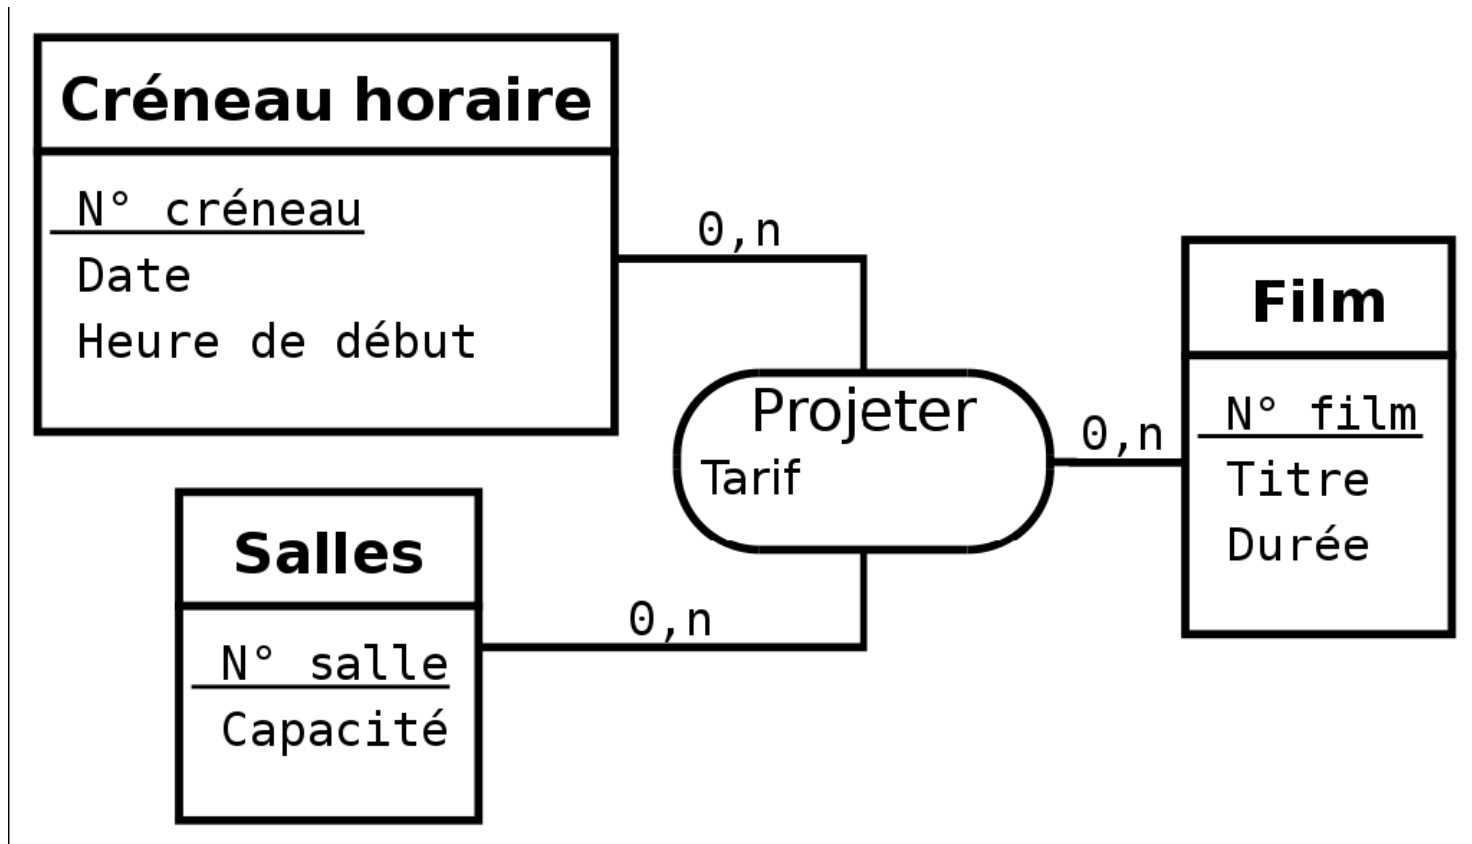 Créneau horaire
N° créneau
Date
Heure de début
0,n
Projeter
Tarif
0,n
Film
N° film
Titre
Durée
Salles
N° salle
Capacité
0,n